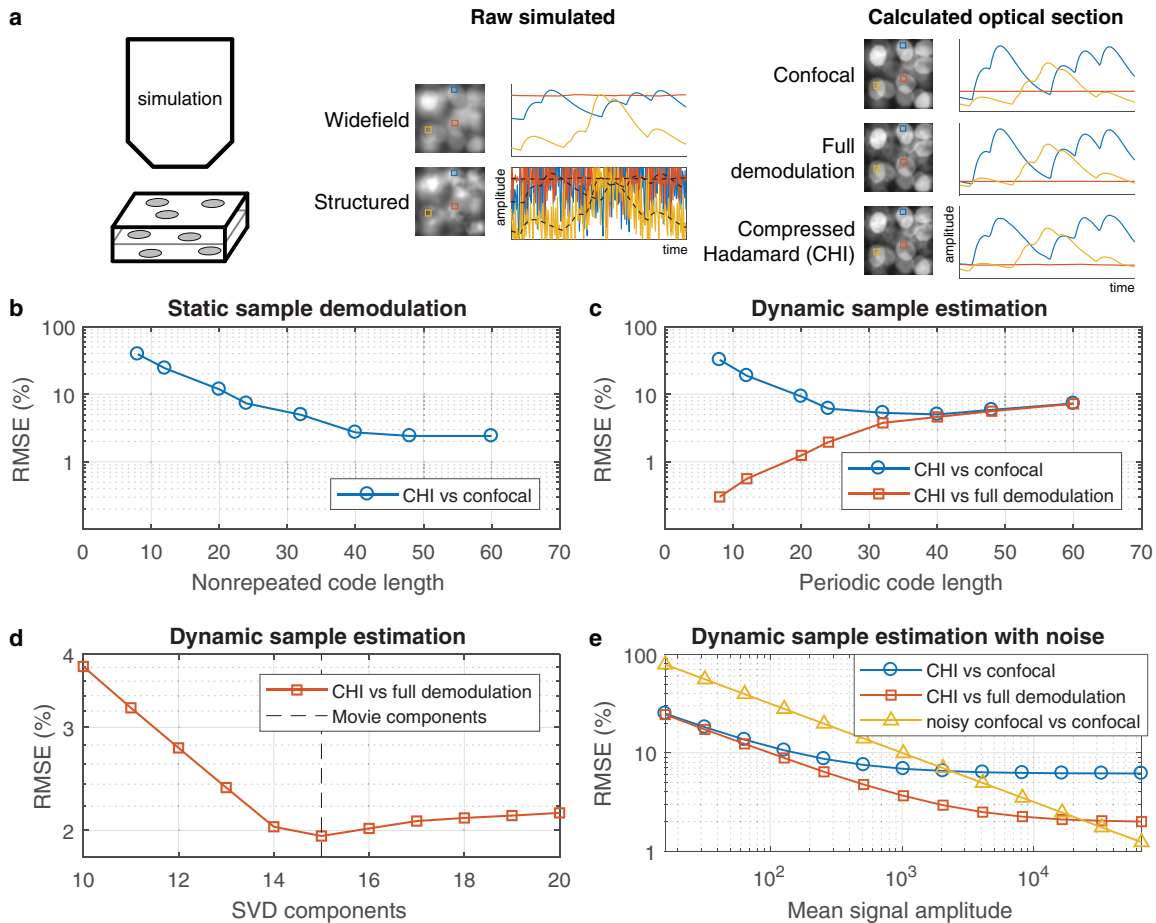 a
Raw simulated
Calculated optical section
simulation
Widefield
Structured
amplitude
time
Confocal
Full
demodulation
Compressed
Hadamard (CHI)
amplitude
time
b
Static sample demodulation
100
10
1
RMSE (%)
CHI vs confocal
0 10 20 30 40 50 60 70
Nonrepeated code length
c
Dynamic sample estimation
100
10
1
RMSE (%)
CHI vs confocal
CHI vs full demodulation
0 10 20 30 40 50 60 70
Periodic code length
d
Dynamic sample estimation
4
3
2
RMSE (%)
CHI vs full demodulation
Movie components
10 12 14 16 18 20
SVD components
e
Dynamic sample estimation with noise
100
10
1
RMSE (%)
CHI vs confocal
CHI vs full demodulation
noisy confocal vs confocal
10² 10³ 10⁴
Mean signal amplitude